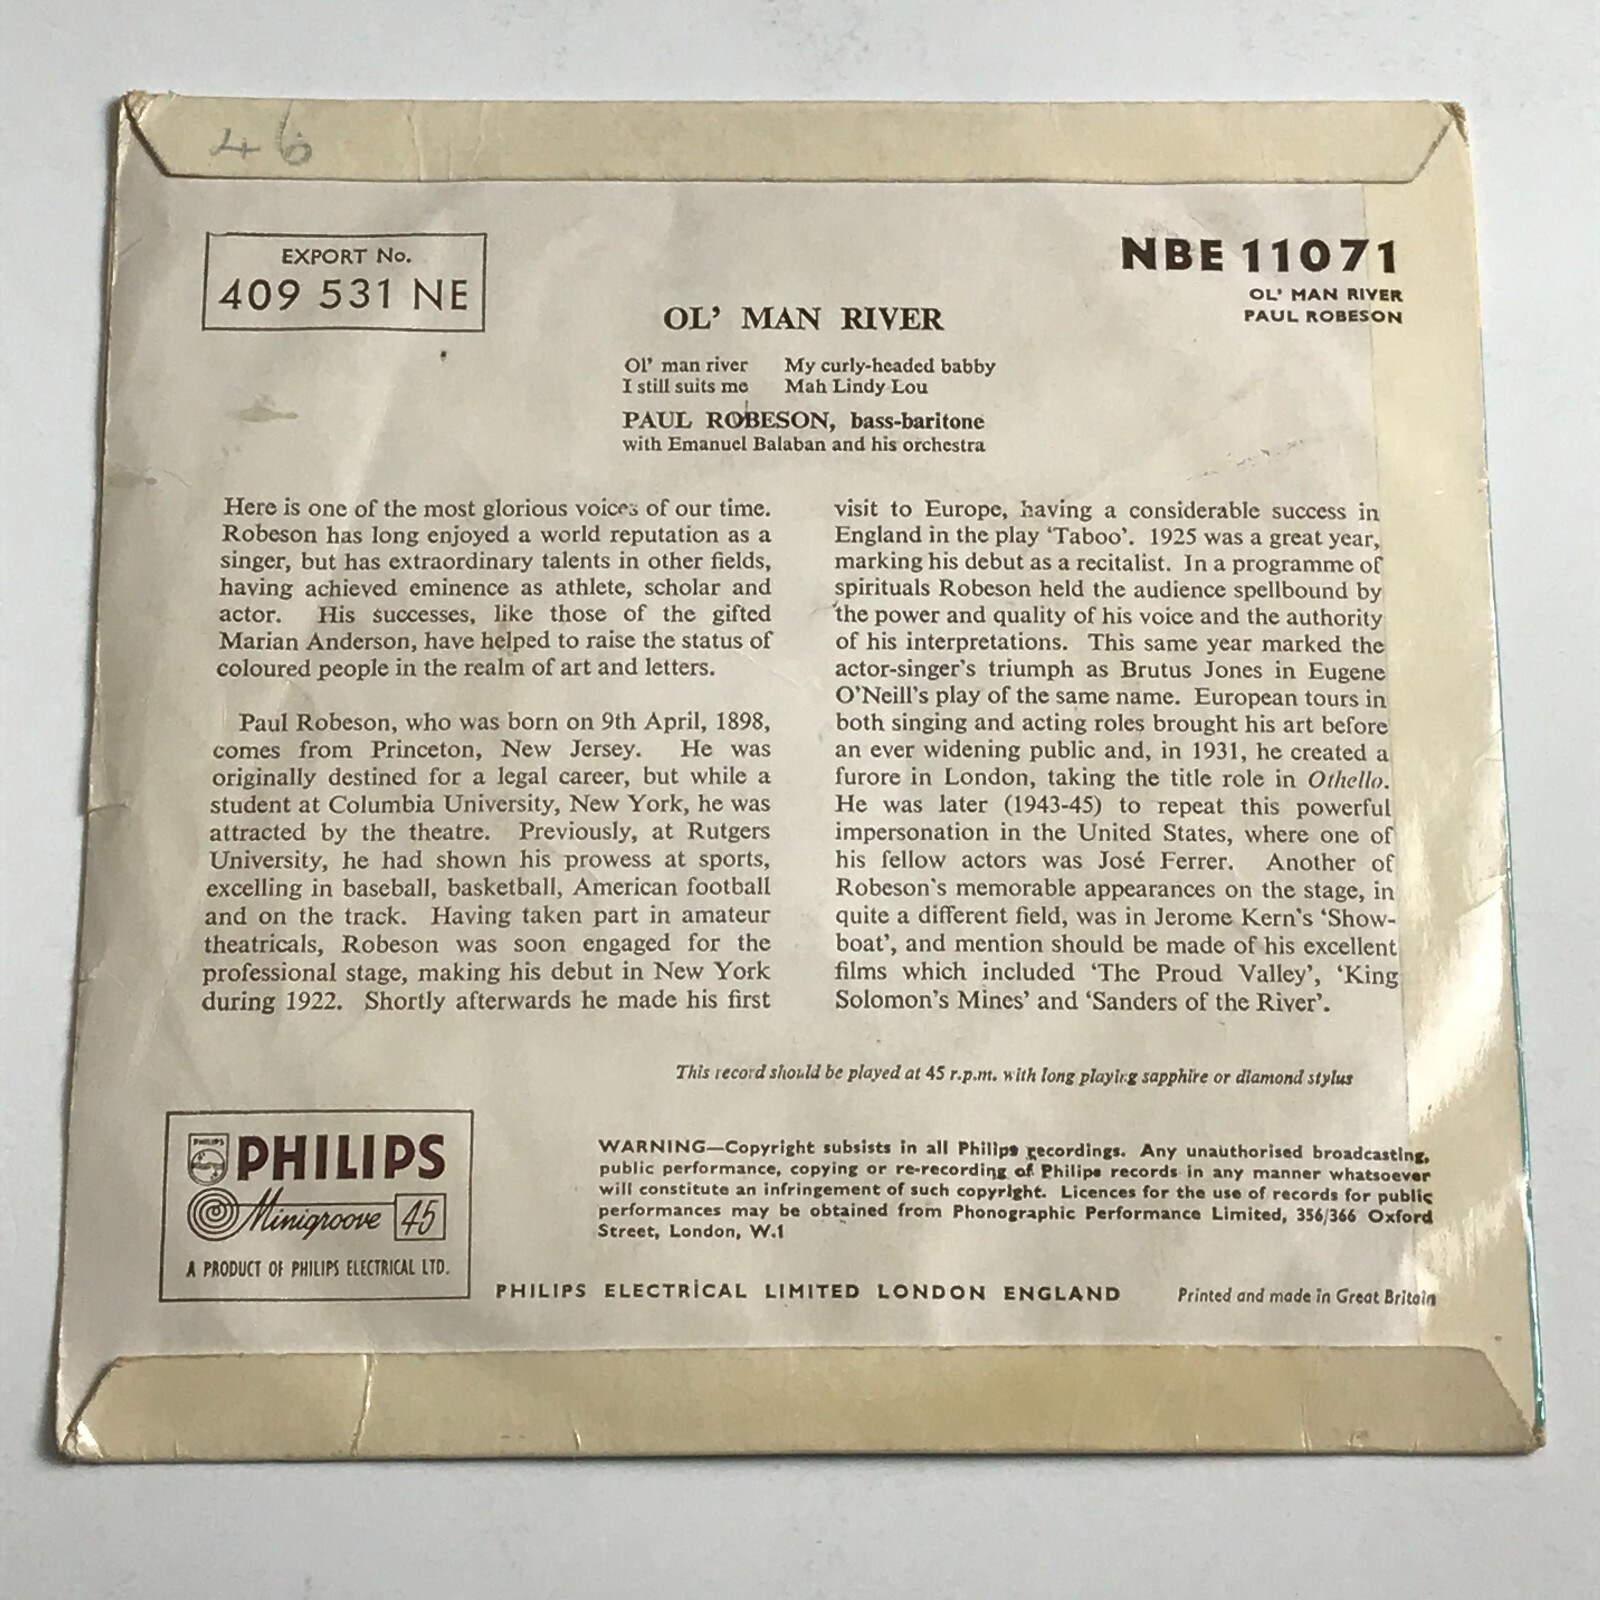 46
EXPORT No.
409 531 NE
NBE 11071
OL' MAN RIVER
PAUL ROBESON
OL' MAN RIVER
Ol' man river My curly-headed babby
I still suits me Mah Lindy Lou
PAUL ROBESON, bass-baritone
with Emanuel Balaban and his orchestra
Here is one of the most glorious voices of our time.
Robeson has long enjoyed a world reputation as a
singer, but has extraordinary talents in other fields,
having achieved eminence as athlete, scholar and
actor. His successes, like those of the gifted
Marian Anderson, have helped to raise the status of
coloured people in the realm of art and letters.
Paul Robeson, who was born on 9th April, 1898,
comes from Princeton, New Jersey. He was
originally destined for a legal career, but while a
student at Columbia University, New York, he was
attracted by the theatre. Previously, at Rutgers
University, he had shown his prowess at sports,
excelling in baseball, basketball, American football
and on the track. Having taken part in amateur
theatricals, Robeson was soon engaged for the
professional stage, making his debut in New York
during 1922. Shortly afterwards he made his first
visit to Europe, having a considerable success in
England in the play 'Taboo'. 1925 was a great year,
marking his debut as a recitalist. In a programme of
spirituals Robeson held the audience spellbound by
the power and quality of his voice and the authority
of his interpretations. This same year marked the
actor-singer's triumph as Brutus Jones in Eugene
O'Neill's play of the same name. European tours in
both singing and acting roles brought his art before
an ever widening public and, in 1931, he created a
furore in London, taking the title role in Othello.
He was later (1943-45) to repeat this powerful
impersonation in the United States, where one of
his fellow actors was José Ferrer. Another of
Robeson's memorable appearances on the stage, in
quite a different field, was in Jerome Kern's 'Show-
boat', and mention should be made of his excellent
films which included 'The Proud Valley', 'King
Solomon's Mines' and 'Sanders of the River'.
This record should be played at 45 r.p.m. with long playing sapphire or diamond stylus
PHILIPS
PHILIPS
Minigroove 45
A PRODUCT OF PHILIPS ELECTRICAL LTD.
WARNING—Copyright subsists in all Philips recordings. Any unauthorised broadcasting,
public performance, copying or re-recording of Philips records in any manner whatsoever
will constitute an infringement of such copyright. Licences for the use of records for public
performances may be obtained from Phonographic Performance Limited, 356/366 Oxford
Street, London, W.1
PHILIPS ELECTRICAL LIMITED LONDON ENGLAND
Printed and made in Great Britain